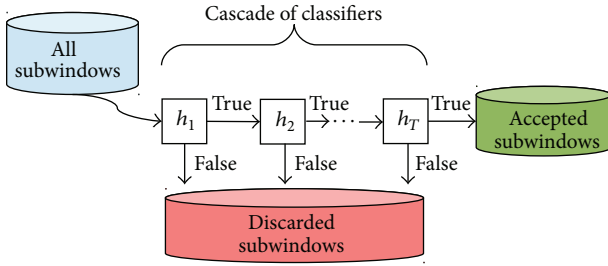 Cascade of classifiers
All
subwindows
h1 True h2 True ... hT True
Accepted
subwindows
False False False
Discarded
subwindows